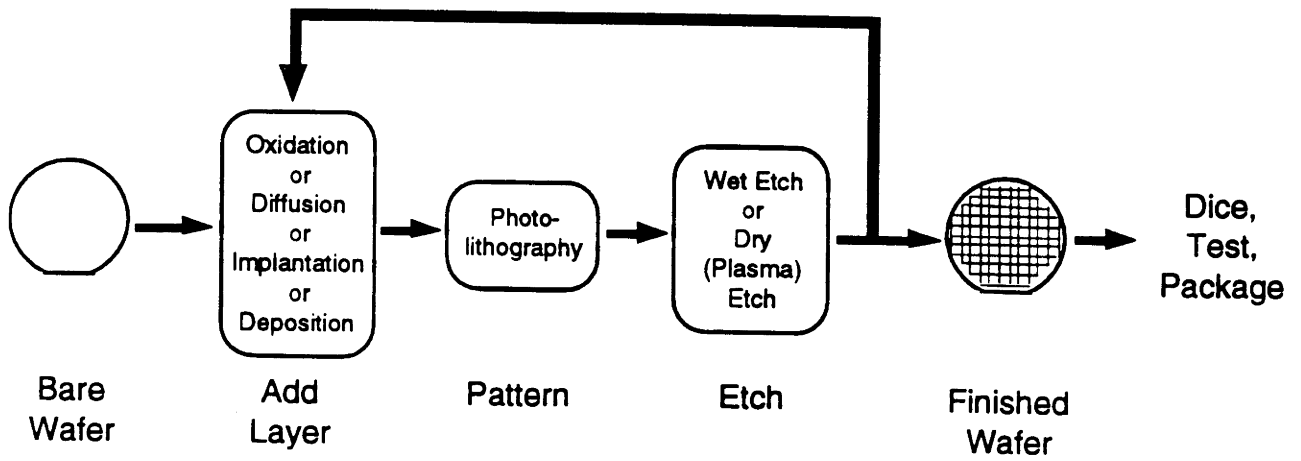 Oxidation
or
Diffusion
or
Implantation
or
Deposition
Photo-
lithography
Wet Etch
or
Dry
(Plasma)
Etch
Dice,
Test,
Package
Bare
Wafer
Add
Layer
Pattern
Etch
Finished
Wafer